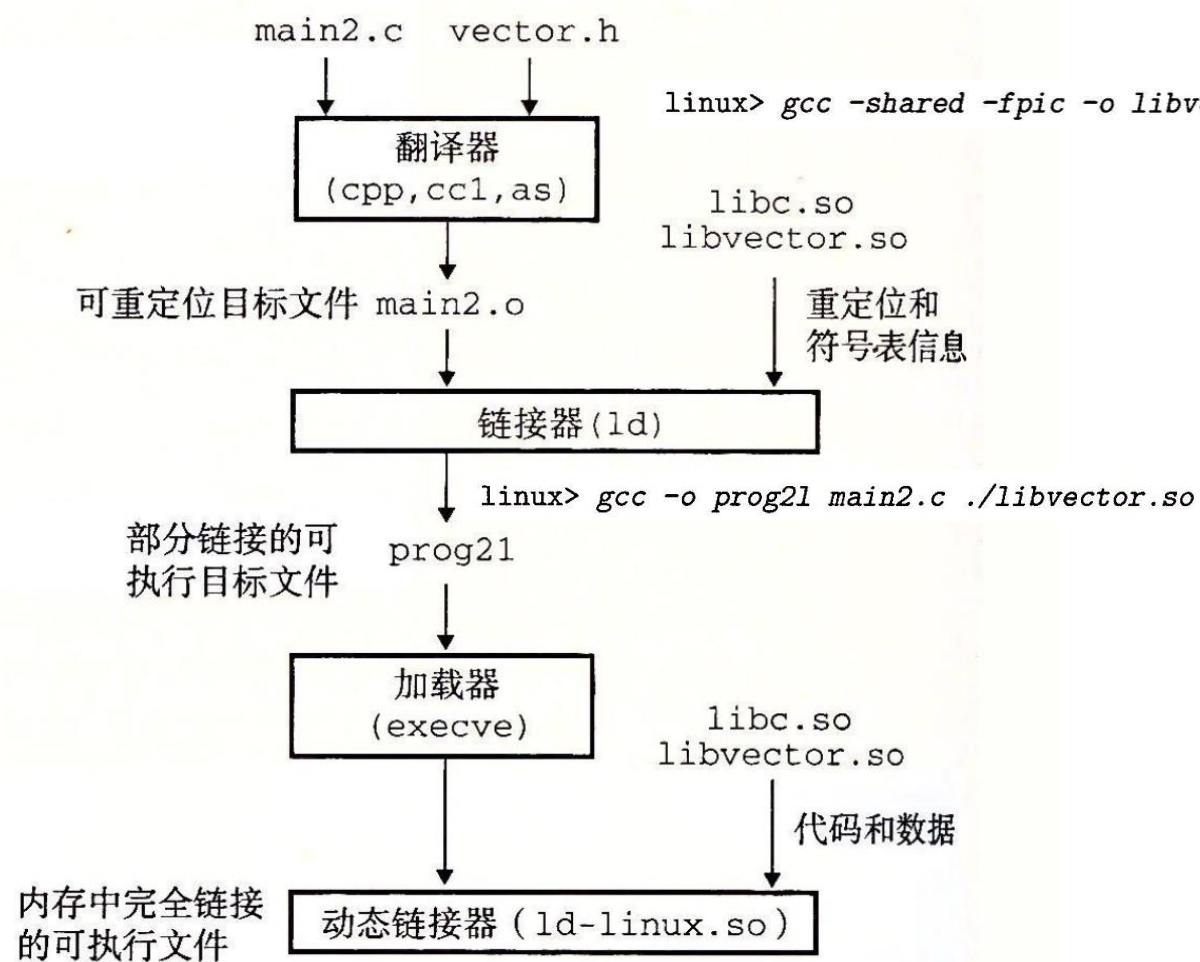 main2.c vector.h
linux> gcc -shared -fpic -o libv
翻译器
(cpp,cc1,as)
libc.so
libvector.so
可重定位目标文件 main2.o
重定位和
符号表信息
链接器(ld)
linux> gcc -o prog2l main2.c ./libvector.so
部分链接的可
执行目标文件
prog21
加载器
(execve)
libc.so
libvector.so
代码和数据
内存中完全链接
的可执行文件
动态链接器(ld-linux.so)